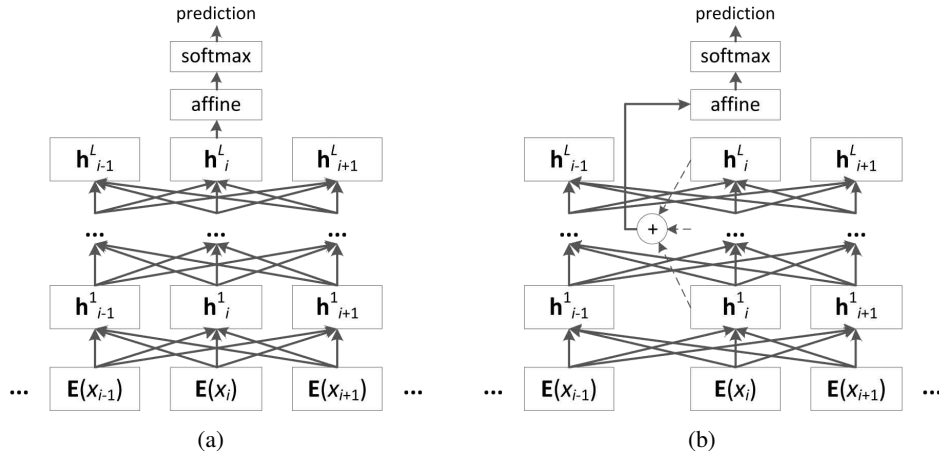 prediction
softmax
affine
h^L_{i-1} h^L_i h^L_{i+1}
... ... ...
h^1_{i-1} h^1_i h^1_{i+1}
... E(x_{i-1}) E(x_i) E(x_{i+1}) ...
(a)
prediction
softmax
affine
h^L_{i-1} h^L_i h^L_{i+1}
+
... ... ...
h^1_{i-1} h^1_i h^1_{i+1}
... E(x_{i-1}) E(x_i) E(x_{i+1}) ...
(b)